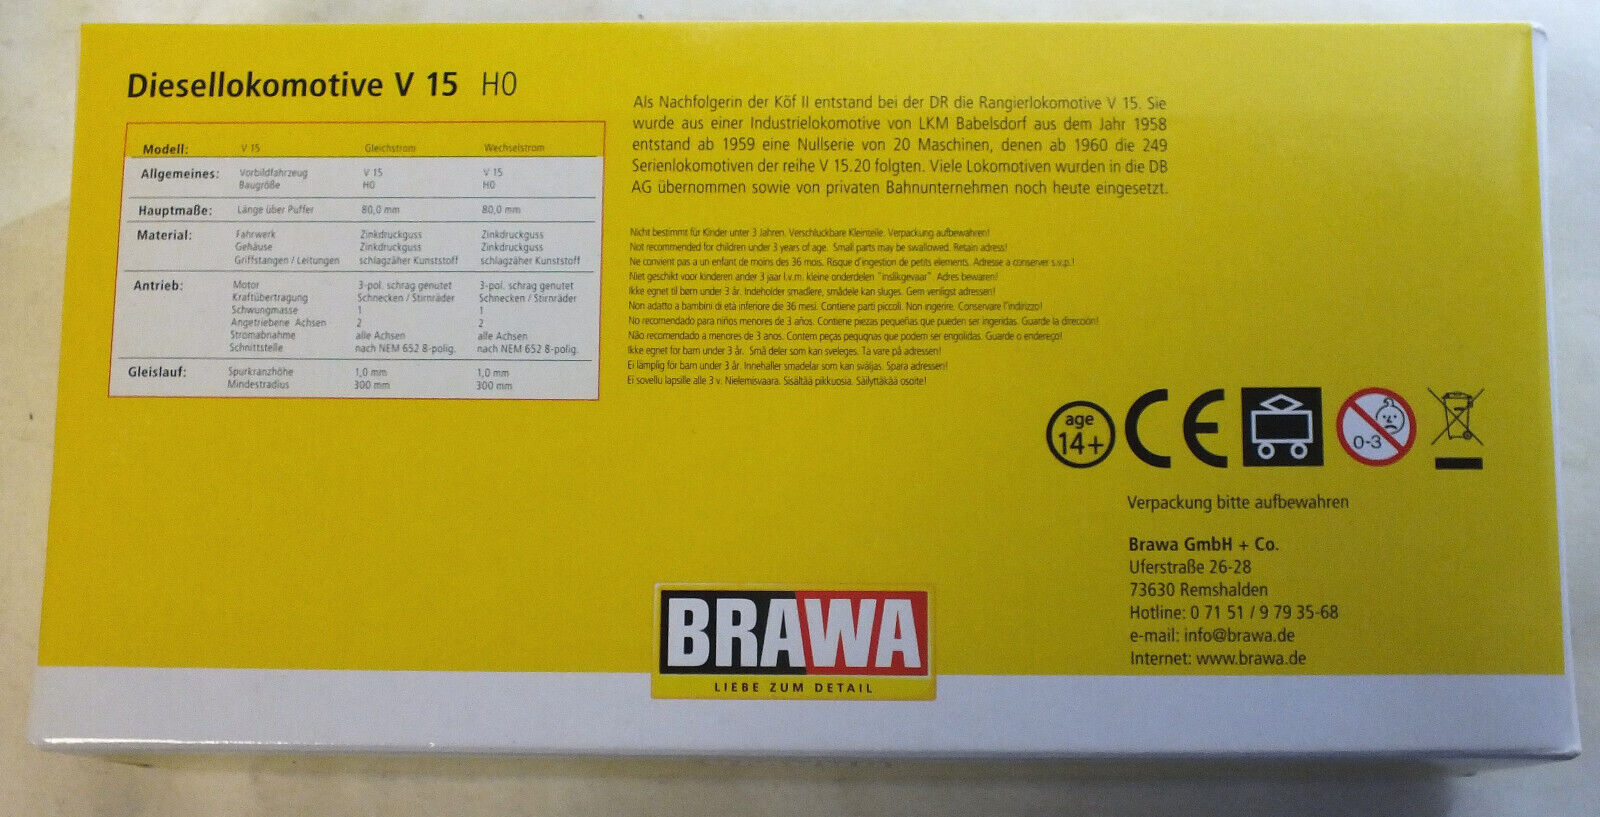 Diesellokomotive V 15 H0
Modell: V 15 Gleichstrom Wechselstrom
Allgemeines: Vorbildfahrzeug V 15 V 15
Baugröße H0 H0
Hauptmaße: Länge über Puffer 80,0 mm 80,0 mm
Material: Fahrwerk Zinkdruckguss Zinkdruckguss
Gehäuse Zinkdruckguss Zinkdruckguss
Griffstangen / Leitungen schlagzäher Kunststoff schlagzäher Kunststoff
Antrieb: Motor 3-pol. schrag genutet 3-pol. schrag genutet
Kraftübertragung Schnecken / Stirnräder Schnecken / Stirnräder
Schwungmasse 1 1
Angetriebene Achsen 2 2
Stromabnahme alle Achsen alle Achsen
Schnittstelle nach NEM 652 8-polig. nach NEM 652 8-polig.
Gleislauf: Spurkranzhöhe 1,0 mm 1,0 mm
Mindestradius 300 mm 300 mm
Als Nachfolgerin der Köf II entstand bei der DR die Rangierlokomotive V 15. Sie
wurde aus einer Industrielokomotive von LKM Babelsdorf aus dem Jahr 1958
entstand ab 1959 eine Nullserie von 20 Maschinen, denen ab 1960 die 249
Serienlokomotiven der reihe V 15.20 folgten. Viele Lokomotiven wurden in die DB
AG übernommen sowie von privaten Bahnunternehmen noch heute eingesetzt.
Nicht bestimmt für Kinder unter 3 Jahren. Verschluckbare Kleinteile. Verpackung aufbewahren!
Not recommended for children under 3 years of age. Small parts may be swallowed. Retain adress!
Ne convient pas a un enfant de moins des 36 mois. Risque d'ingestion de petits elements. Adresse a conserver s.v.p.!
Niet geschikt voor kinderen ander 3 jaar l.v.m. kleine onderdelen "inslikgevaar". Adres bewaren!
Ikke egnet til børn under 3 år. Indeholder smadlere, smådele kan sluges. Gem venligst adressen!
Non adatto a bambini di età inferiore die 36 mesi. Contiene parti piccoli. Non ingerire. Conservare l'indirizzo!
No recomendado para niños menores de 3 años. Contiene piezas pequeñas que pueden ser ingeridas. Guarde la dirección!
Não recomendado a menores de 3 anos. Contem peças pequqnas que podem ser engolidas. Guarde o endereço!
Ikke egnet for barn under 3 år. Små deler som kan sveleges. Ta vare på adressen!
Ei lämplig for barn under 3 år. Innehaller smadelar som kan sväljas. Spara adressen!
Ei sovellu lapsille alle 3 v. Nielemisvaara. Sisältää pikkuosia. Säilyttäkää osoite!
age
14+
CE
0-3
Verpackung bitte aufbewahren
Brawa GmbH + Co.
Uferstraße 26-28
73630 Remshalden
Hotline: 0 71 51 / 9 79 35-68
e-mail: info@brawa.de
Internet: www.brawa.de
BRAWA
LIEBE ZUM DETAIL